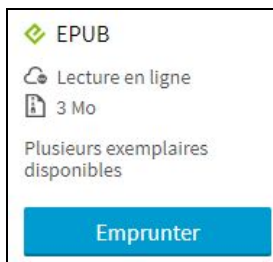 EPUB
Lecture en ligne
3 Mo
Plusieurs exemplaires
disponibles
Emprunter